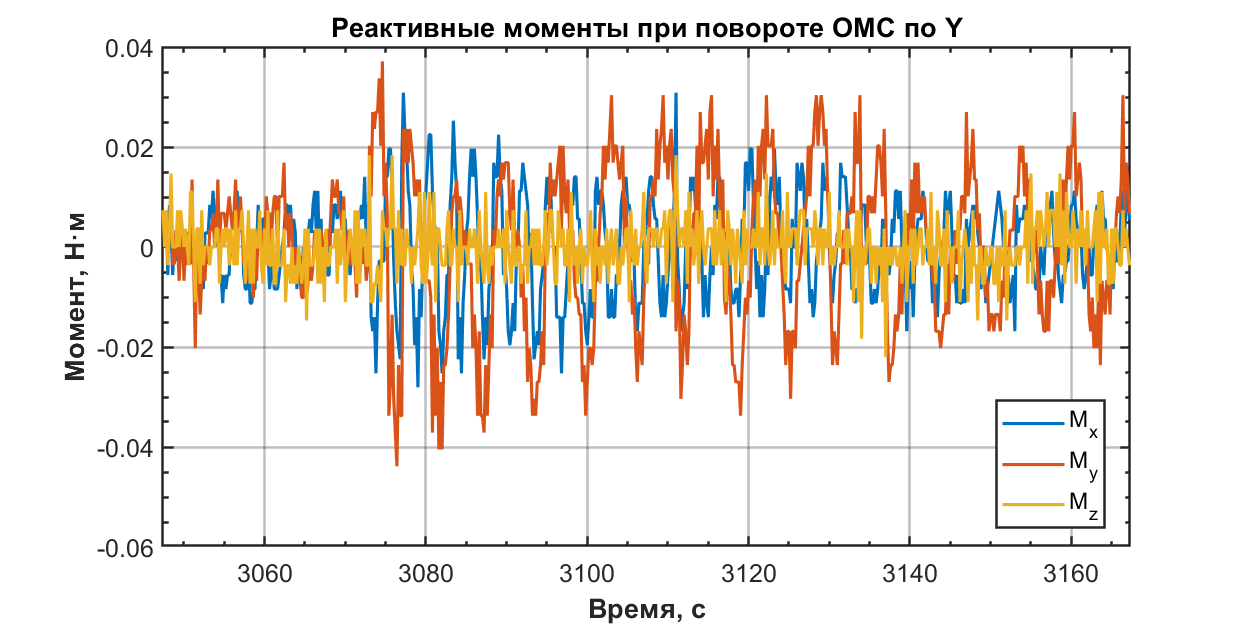 Реактивные моменты при повороте ОМС по Y
0.04
0.02
0
-0.02
-0.04
-0.06
Момент, Н·м
3060 3080 3100 3120 3140 3160
Время, с
Mx
My
Mz